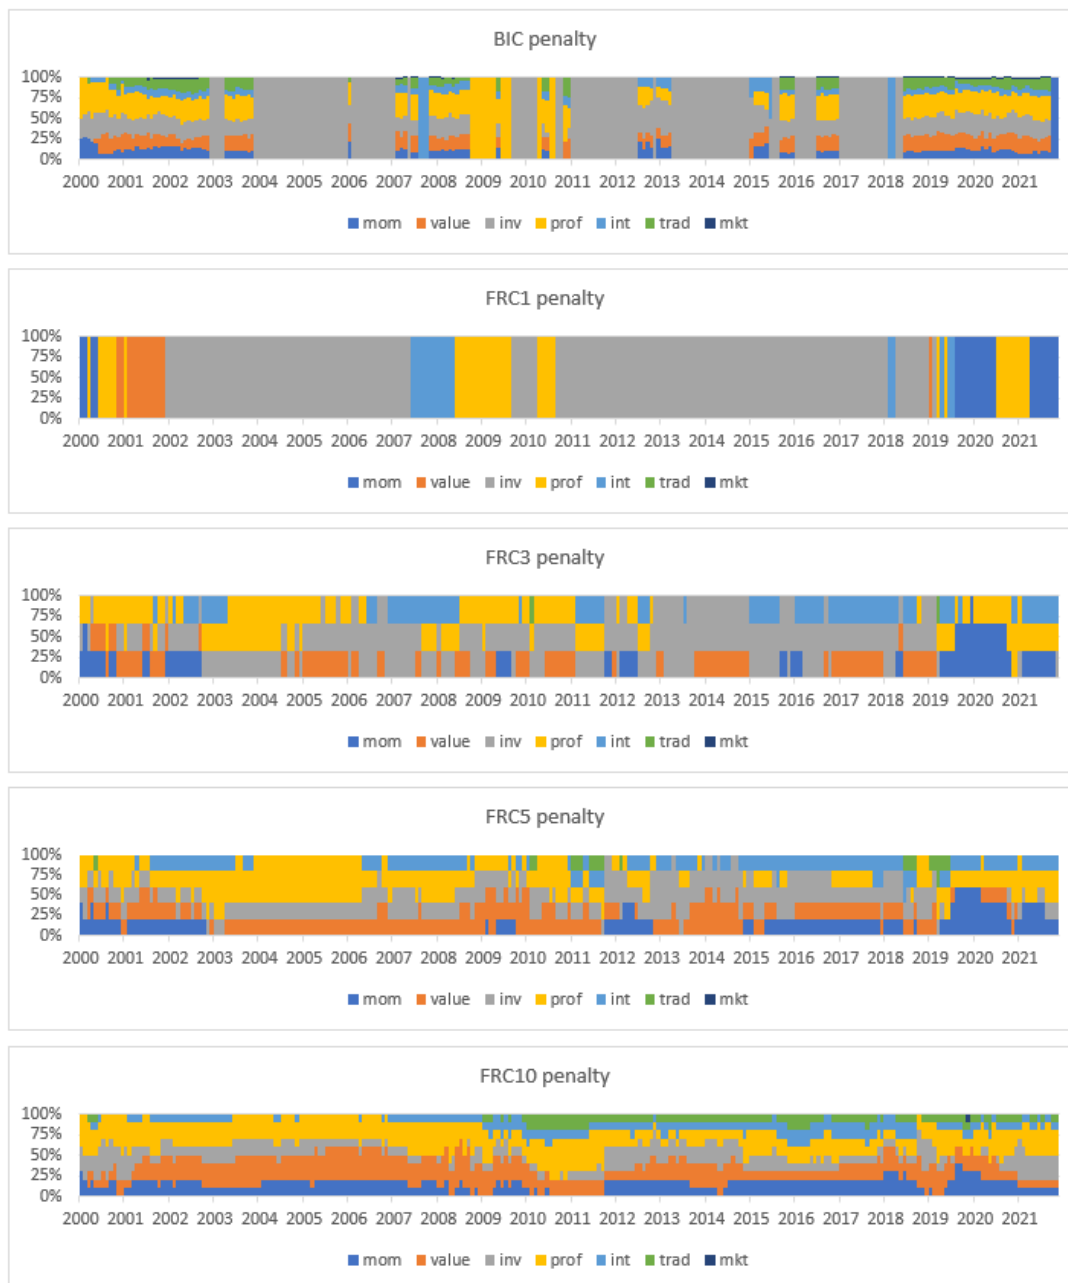 BIC penalty
100%
75%
50%
25%
0%
2000 2001 2002 2003 2004 2005 2006 2007 2008 2009 2010 2011 2012 2013 2014 2015 2016 2017 2018 2019 2020 2021
mom value inv prof int trad mkt
FRC1 penalty
100%
75%
50%
25%
0%
2000 2001 2002 2003 2004 2005 2006 2007 2008 2009 2010 2011 2012 2013 2014 2015 2016 2017 2018 2019 2020 2021
mom value inv prof int trad mkt
FRC3 penalty
100%
75%
50%
25%
0%
2000 2001 2002 2003 2004 2005 2006 2007 2008 2009 2010 2011 2012 2013 2014 2015 2016 2017 2018 2019 2020 2021
mom value inv prof int trad mkt
FRC5 penalty
100%
75%
50%
25%
0%
2000 2001 2002 2003 2004 2005 2006 2007 2008 2009 2010 2011 2012 2013 2014 2015 2016 2017 2018 2019 2020 2021
mom value inv prof int trad mkt
FRC10 penalty
100%
75%
50%
25%
0%
2000 2001 2002 2003 2004 2005 2006 2007 2008 2009 2010 2011 2012 2013 2014 2015 2016 2017 2018 2019 2020 2021
mom value inv prof int trad mkt